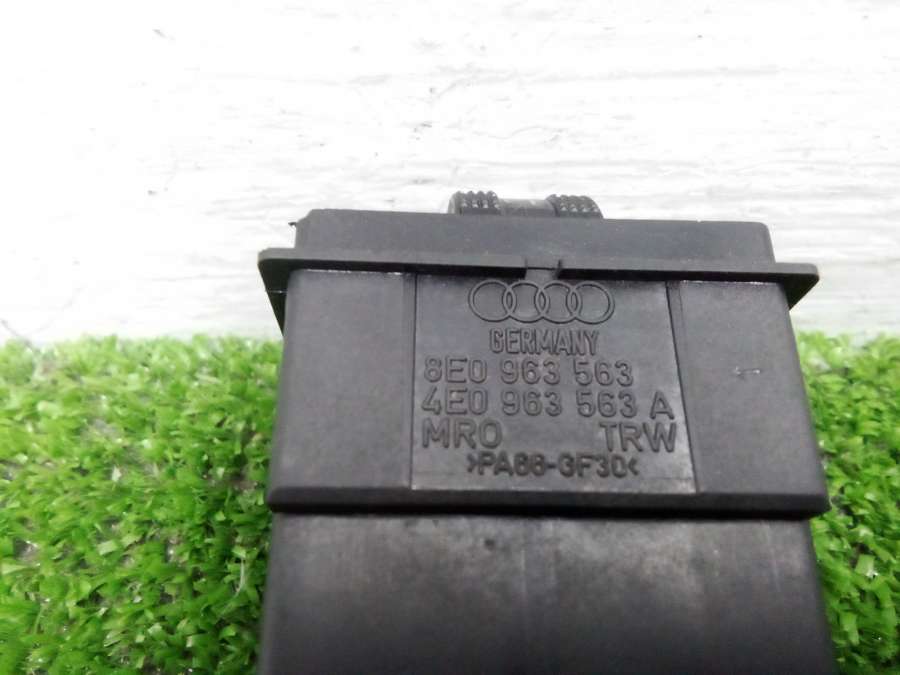 GERMANY
8E0 963 563
4E0 963 563 A
MRO TRW
>PA66-GF30<